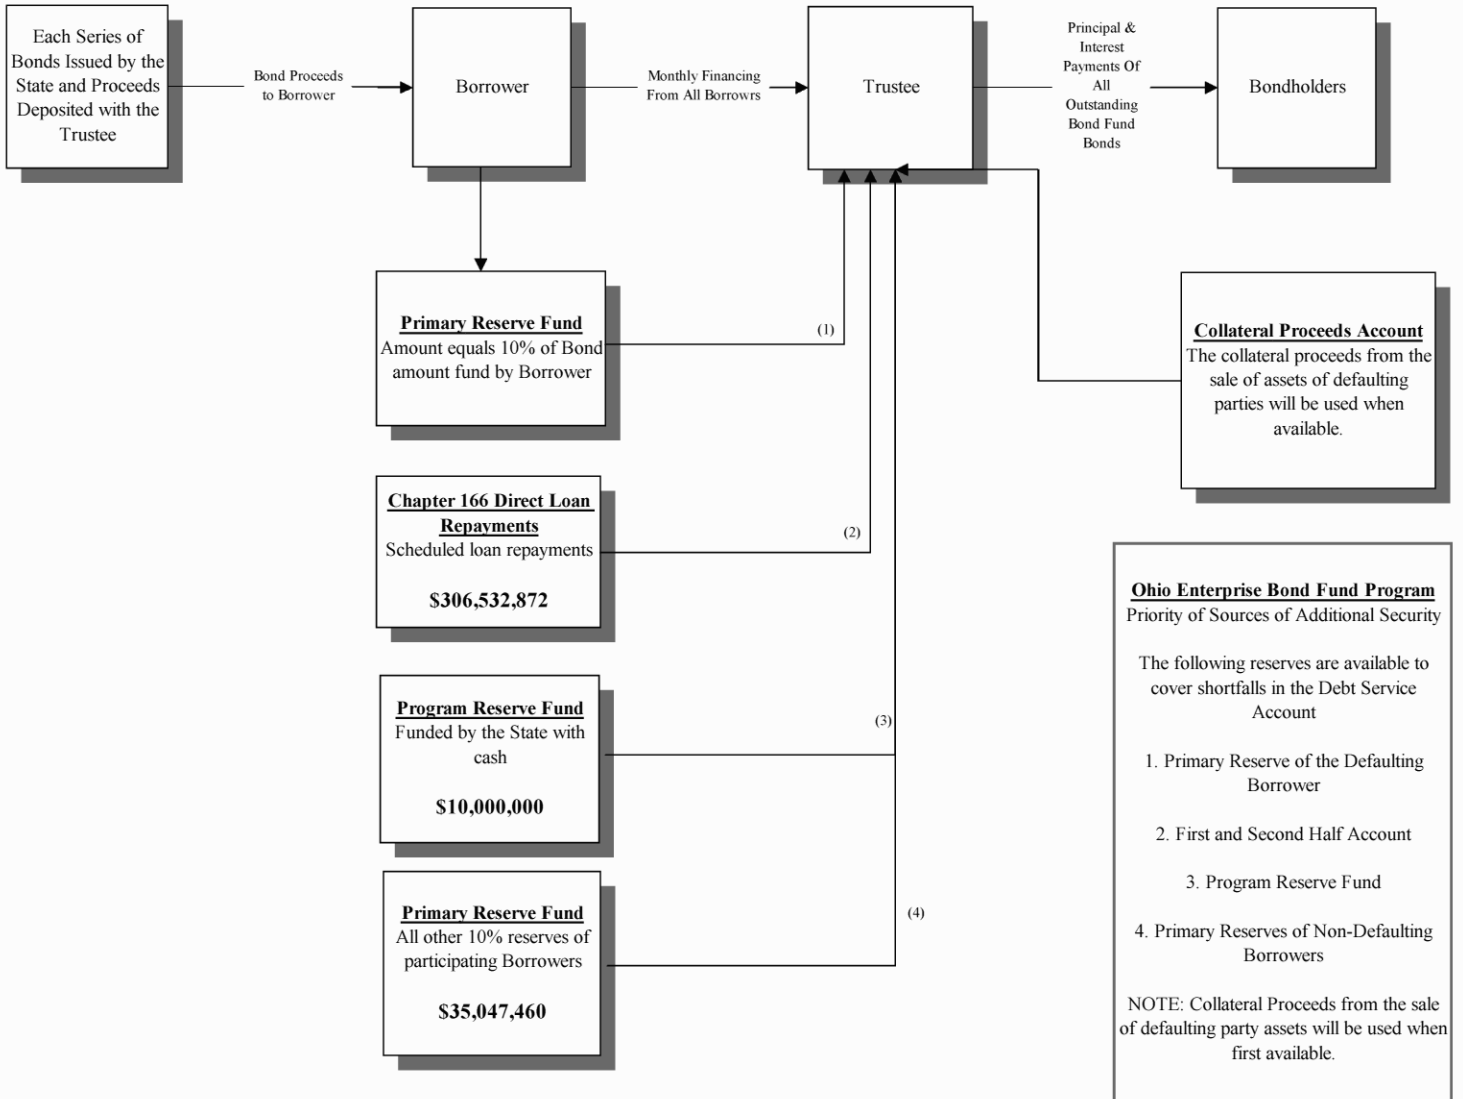 Each Series of
Bonds Issued by the
State and Proceeds
Deposited with the
Trustee
Bond Proceeds
to Borrower
Borrower
Monthly Financing
From All Borrowrs
Trustee
Principal &
Interest
Payments Of
All
Outstanding
Bond Fund
Bonds
Bondholders
Primary Reserve Fund
Amount equals 10% of Bond
amount fund by Borrower
(1)
Collateral Proceeds Account
The collateral proceeds from the
sale of assets of defaulting
parties will be used when
available.
Chapter 166 Direct Loan
Repayments
Scheduled loan repayments
$306,532,872
(2)
Program Reserve Fund
Funded by the State with
cash
$10,000,000
(3)
Primary Reserve Fund
All other 10% reserves of
participating Borrowers
$35,047,460
(4)
Ohio Enterprise Bond Fund Program
Priority of Sources of Additional Security
The following reserves are available to
cover shortfalls in the Debt Service
Account
1. Primary Reserve of the Defaulting
Borrower
2. First and Second Half Account
3. Program Reserve Fund
4. Primary Reserves of Non-Defaulting
Borrowers
NOTE: Collateral Proceeds from the sale
of defaulting party assets will be used when
first available.